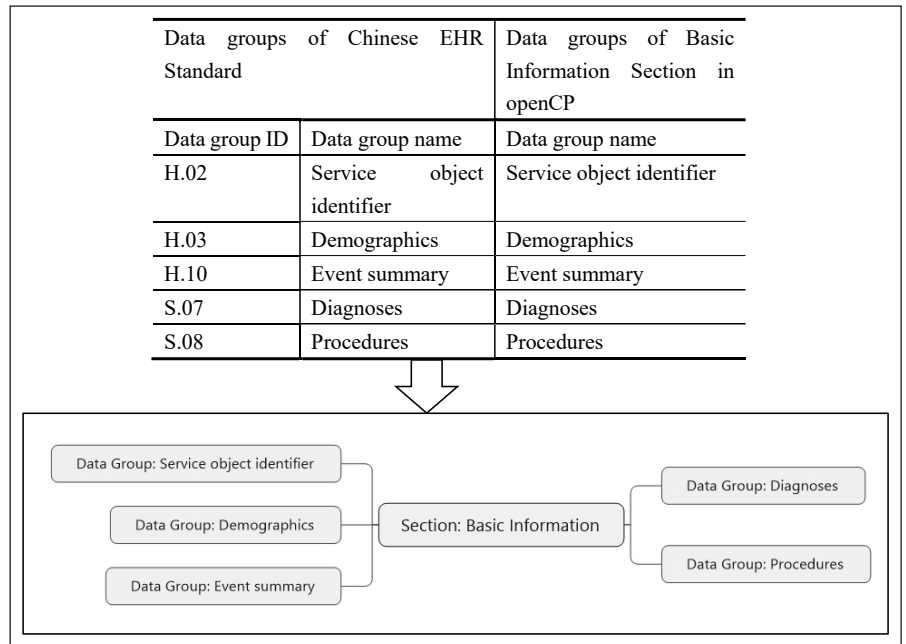 Data groups of Chinese EHR Standard
Data groups of Basic Information Section in openCP
Data group ID
Data group name
Data group name
H.02
Service object identifier
Service object identifier
H.03
Demographics
Demographics
H.10
Event summary
Event summary
S.07
Diagnoses
Diagnoses
S.08
Procedures
Procedures
Data Group: Service object identifier
Data Group: Demographics
Data Group: Event summary
Section: Basic Information
Data Group: Diagnoses
Data Group: Procedures